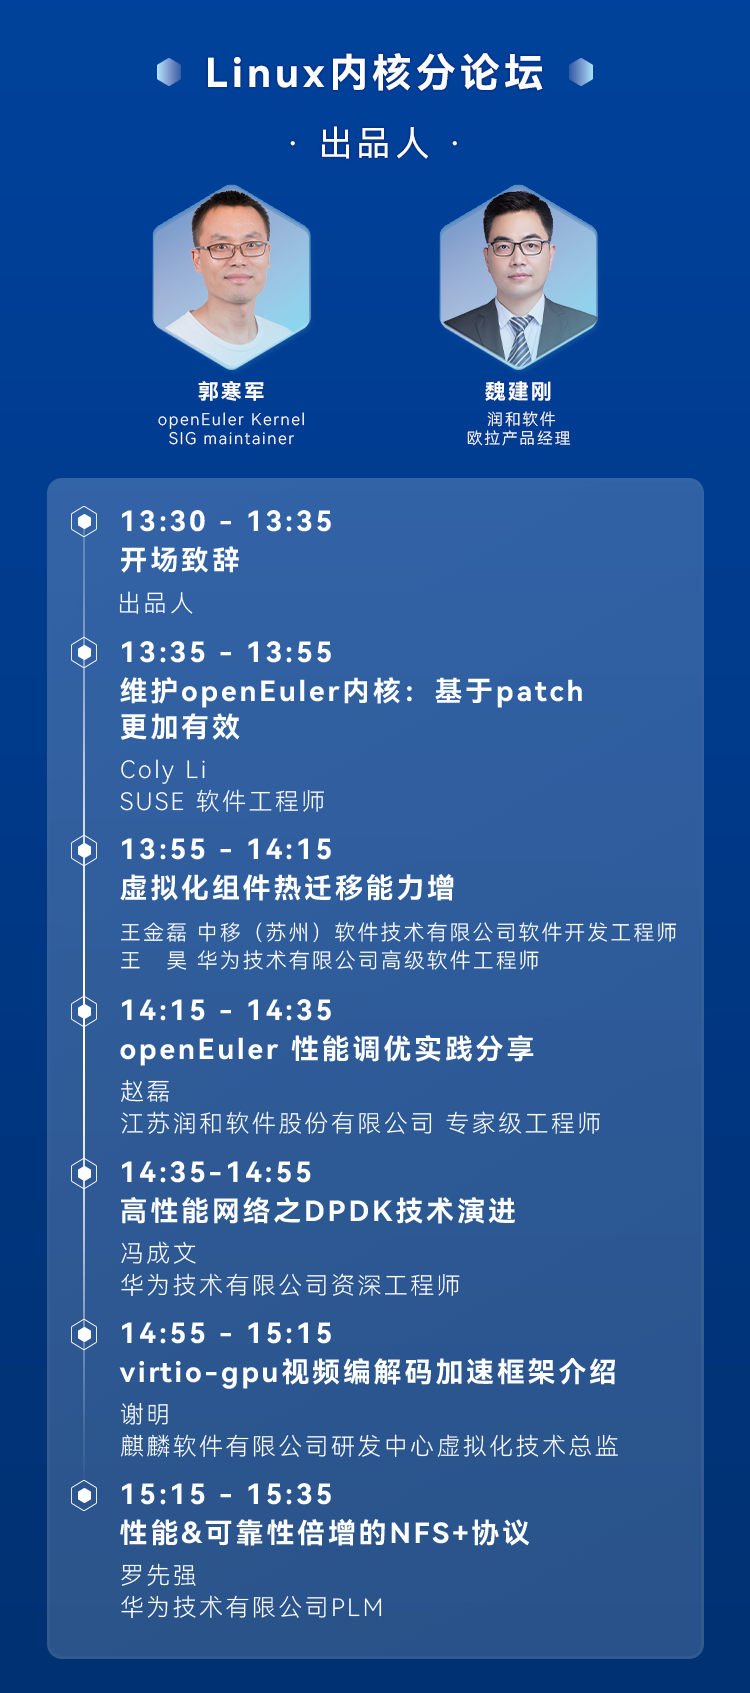 Linux内核分论坛
· 出品人 ·
郭寒军
openEuler Kernel
SIG maintainer
魏建刚
润和软件
欧拉产品经理
13:30 - 13:35
开场致辞
出品人
13:35 - 13:55
维护openEuler内核：基于patch
更加有效
Coly Li
SUSE 软件工程师
13:55 - 14:15
虚拟化组件热迁移能力增
王金磊 中移（苏州）软件技术有限公司软件开发工程师
王　昊 华为技术有限公司高级软件工程师
14:15 - 14:35
openEuler 性能调优实践分享
赵磊
江苏润和软件股份有限公司 专家级工程师
14:35-14:55
高性能网络之DPDK技术演进
冯成文
华为技术有限公司资深工程师
14:55 - 15:15
virtio-gpu视频编解码加速框架介绍
谢明
麒麟软件有限公司研发中心虚拟化技术总监
15:15 - 15:35
性能&可靠性倍增的NFS+协议
罗先强
华为技术有限公司PLM